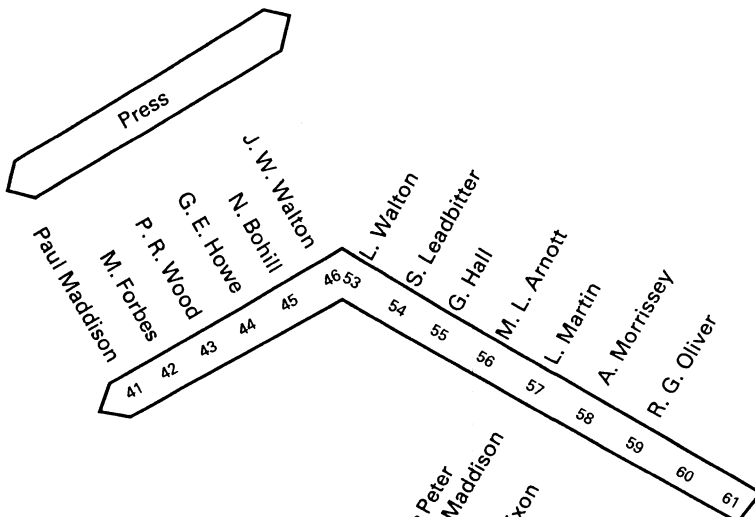 Press
Paul Maddison
M. Forbes
P. R. Wood
G. E. Howe
N. Bohill
J. W. Walton
L. Walton
S. Leadbitter
G. Hall
M. L. Arnott
L. Martin
A. Morrissey
R. G. Oliver
41 42 43 44 45 46 53 54 55 56 57 58 59 60 61
Peter
Maddison